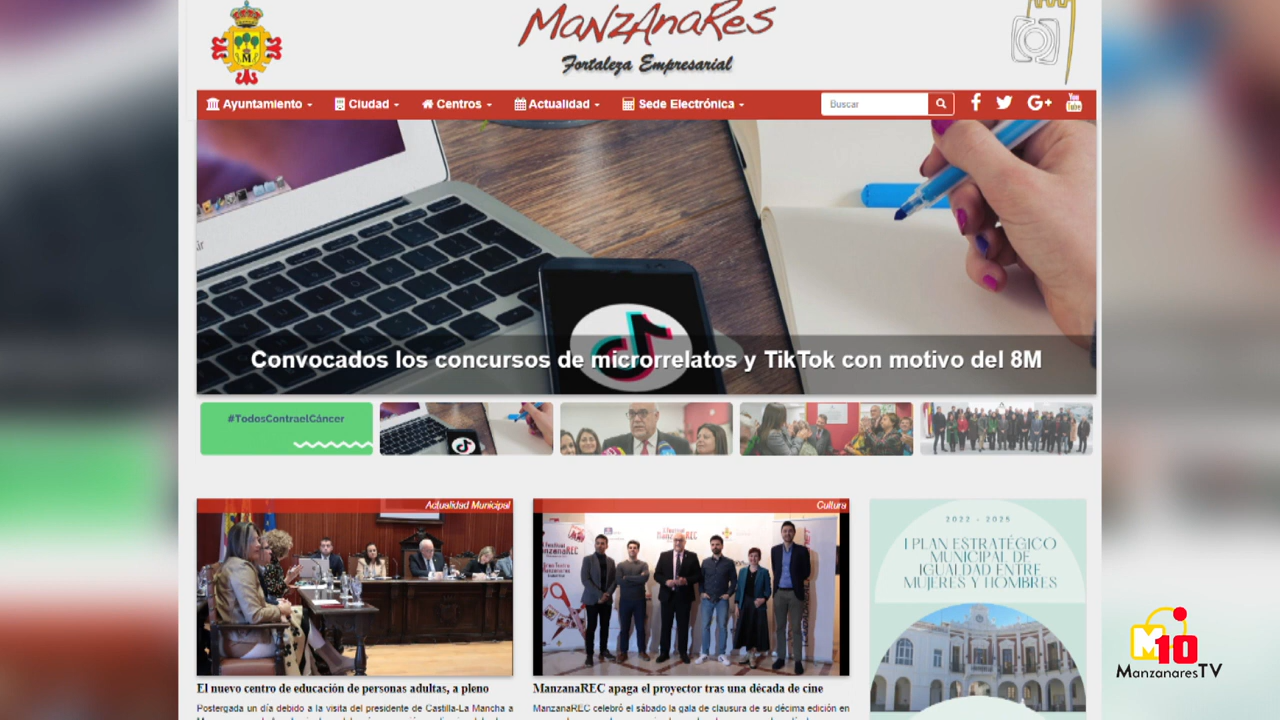 ManzAnaRes
Fortaleza Empresarial
Ayuntamiento
Ciudad
Centros
Actualidad
Sede Electrónica
Buscar
G+
You
Tube
Convocados los concursos de microrrelatos y TikTok con motivo del 8M
#TodosContraelCáncer
Actualidad Municipal
Cultura
2022 - 2025
I PLAN ESTRATÉGICO
MUNICIPAL DE
IGUALDAD ENTRE
MUJERES Y HOMBRES
El nuevo centro de educación de personas adultas, a pleno
Postergada un día debido a la visita del presidente de Castilla-La Mancha a
ManzanaREC apaga el proyector tras una década de cine
ManzanaREC celebró el sábado la gala de clausura de su décima edición en
M10
ManzanaresTV